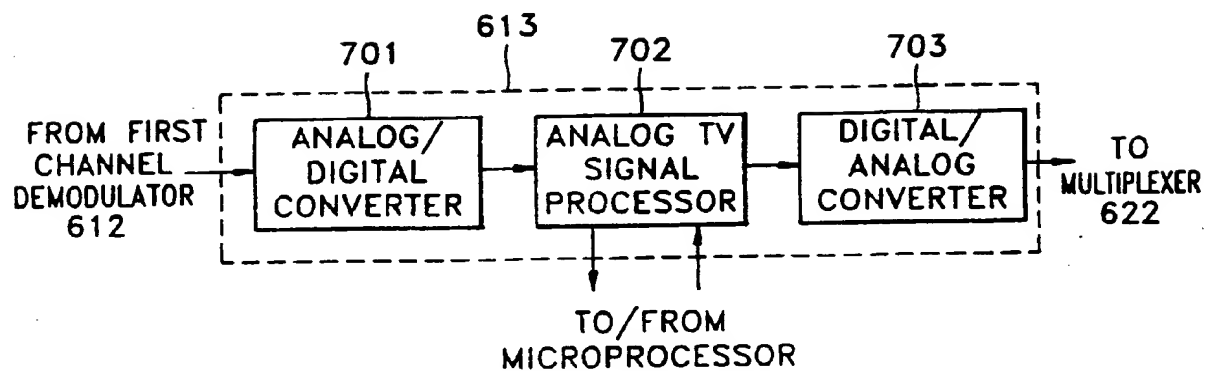 613
701
702
703
FROM FIRST
CHANNEL
DEMODULATOR
612
ANALOG/
DIGITAL
CONVERTER
ANALOG TV
SIGNAL
PROCESSOR
DIGITAL/
ANALOG
CONVERTER
TO
MULTIPLEXER
622
TO/FROM
MICROPROCESSOR